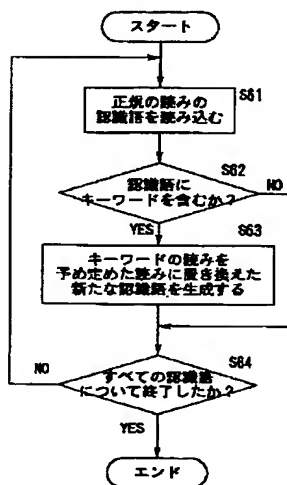 スタート
S61
正規の読みの
認識語を読み込む
S62
認識語に
キーワードを含むか?
NO
YES
S63
キーワードの読みを
予め定めた読みに置き換えた
新たな認識語を生成する
S64
NO
すべての認識語
について終了したか?
YES
エンド